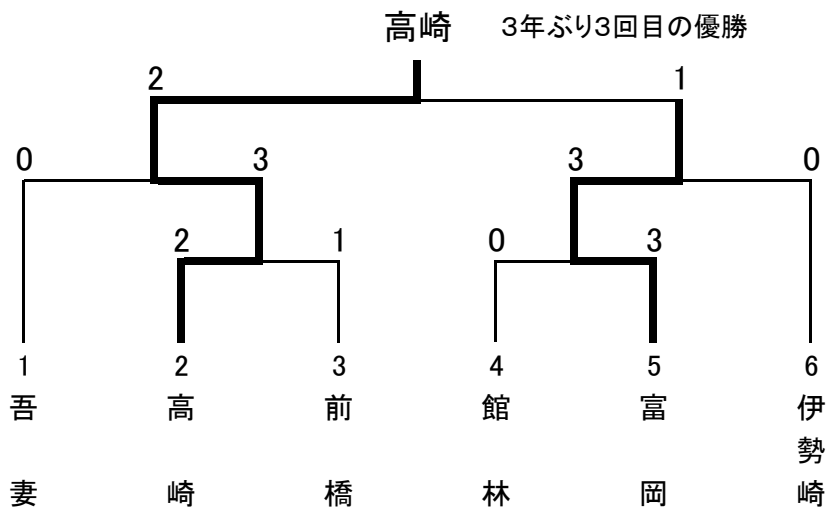 高崎 3年ぶり3回目の優勝
2 1
0 3 3 0
2 1 0 3
1 2 3 4 5 6
吾妻
高崎
前橋
館林
富岡
伊勢崎